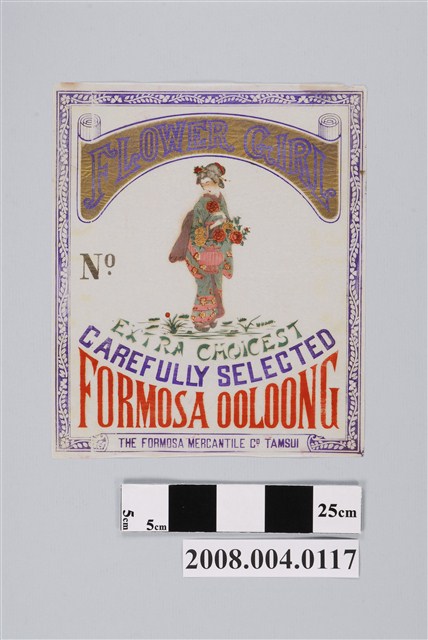 FLOWER GIRL
Nº
EXTRA CHOICEST
CAREFULLY SELECTED
FORMOSA OOLOONG
THE FORMOSA MERCANTILE Cº TAMSUI
5cm
5cm
25cm
2008.004.0117